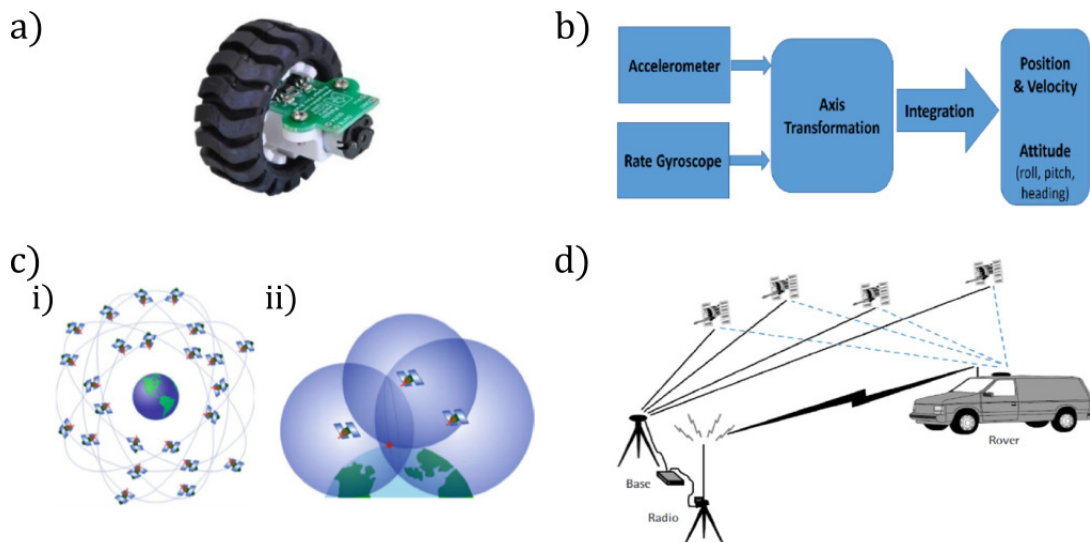 a)
b)
Accelerometer
Rate Gyroscope
Axis
Transformation
Integration
Position
& Velocity
Attitude
(roll, pitch,
heading)
c)
i)
ii)
d)
Base
Radio
Rover